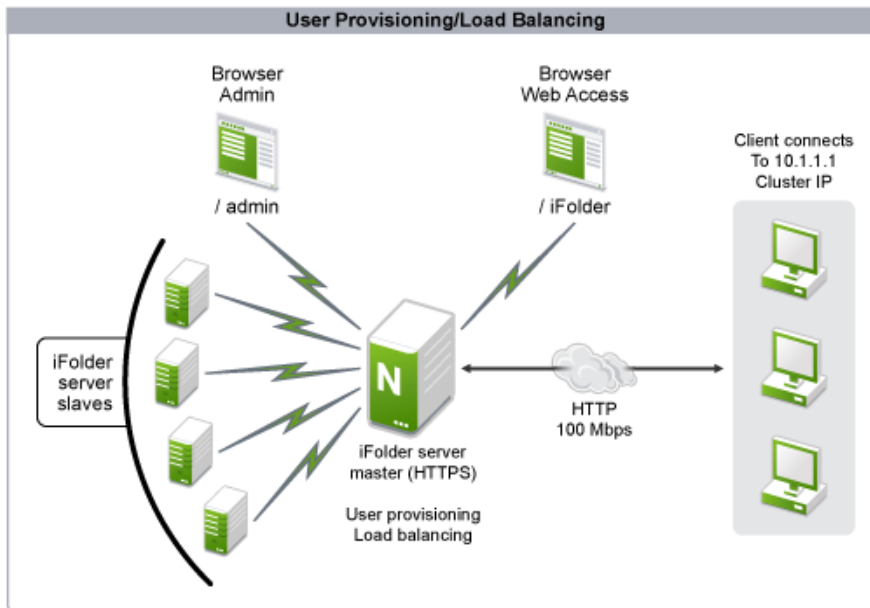 User Provisioning/Load Balancing
Browser
Admin
Browser
Web Access
Client connects
To 10.1.1.1
Cluster IP
/ admin
/ iFolder
iFolder
server
slaves
N
HTTP
100 Mbps
iFolder server
master (HTTPS)
User provisioning
Load balancing